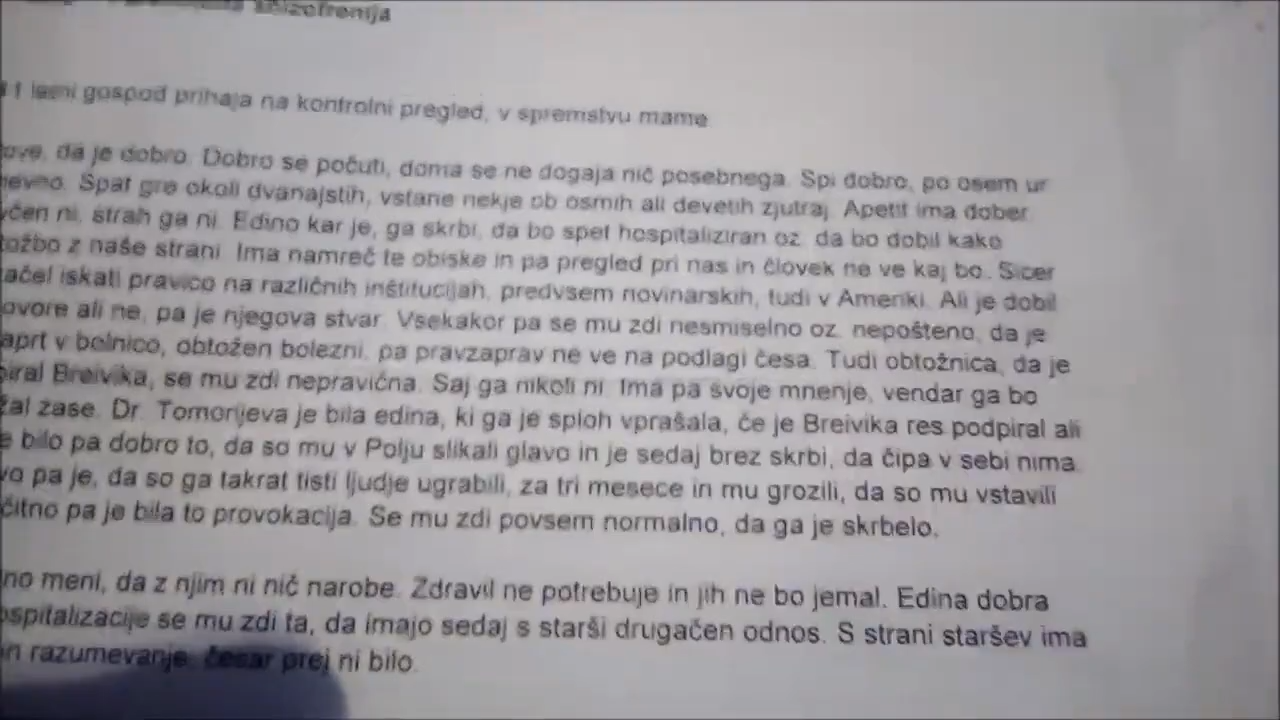 shizofrenija
letni gospod prihaja na kontrolni pregled, v spremstvu mame
ove, da je dobro. Dobro se počuti, doma se ne dogaja nič posebnega. Spi dobro, po osem ur
nevno. Spat gre okoli dvanajstih, vstane nekje ob osmih ali devetih zjutraj. Apetit ima dober.
včen ni, strah ga ni. Edino kar je, ga skrbi, da bo spet hospitaliziran oz. da bo dobil kako
tožbo z naše strani. Ima namreč te obiske in pa pregled pri nas in človek ne ve kaj bo. Sicer
ačel iskati pravico na različnih inštitucijah, predvsem novinarskih, tudi v Ameriki. Ali je dobil
ovore ali ne, pa je njegova stvar. Vsekakor pa se mu zdi nesmiselno oz. nepošteno, da je
aprt v bolnico, obtožen bolezni, pa pravzaprav ne ve na podlagi česa. Tudi obtožnica, da je
piral Breivika, se mu zdi nepravična. Saj ga nikoli ni. Ima pa svoje mnenje, vendar ga bo
žal zase. Dr. Tomorijeva je bila edina, ki ga je sploh vprašala, če je Breivika res podpiral ali
e bilo pa dobro to, da so mu v Polju slikali glavo in je sedaj brez skrbi, da čipa v sebi nima.
vo pa je, da so ga takrat tisti ljudje ugrabili, za tri mesece in mu grozili, da so mu vstavili
čitno pa je bila to provokacija. Se mu zdi povsem normalno, da ga je skrbelo.
no meni, da z njim ni nič narobe. Zdravil ne potrebuje in jih ne bo jemal. Edina dobra
ospitalizacije se mu zdi ta, da imajo sedaj s starši drugačen odnos. S strani staršev ima
n razumevanje, česar prej ni bilo.